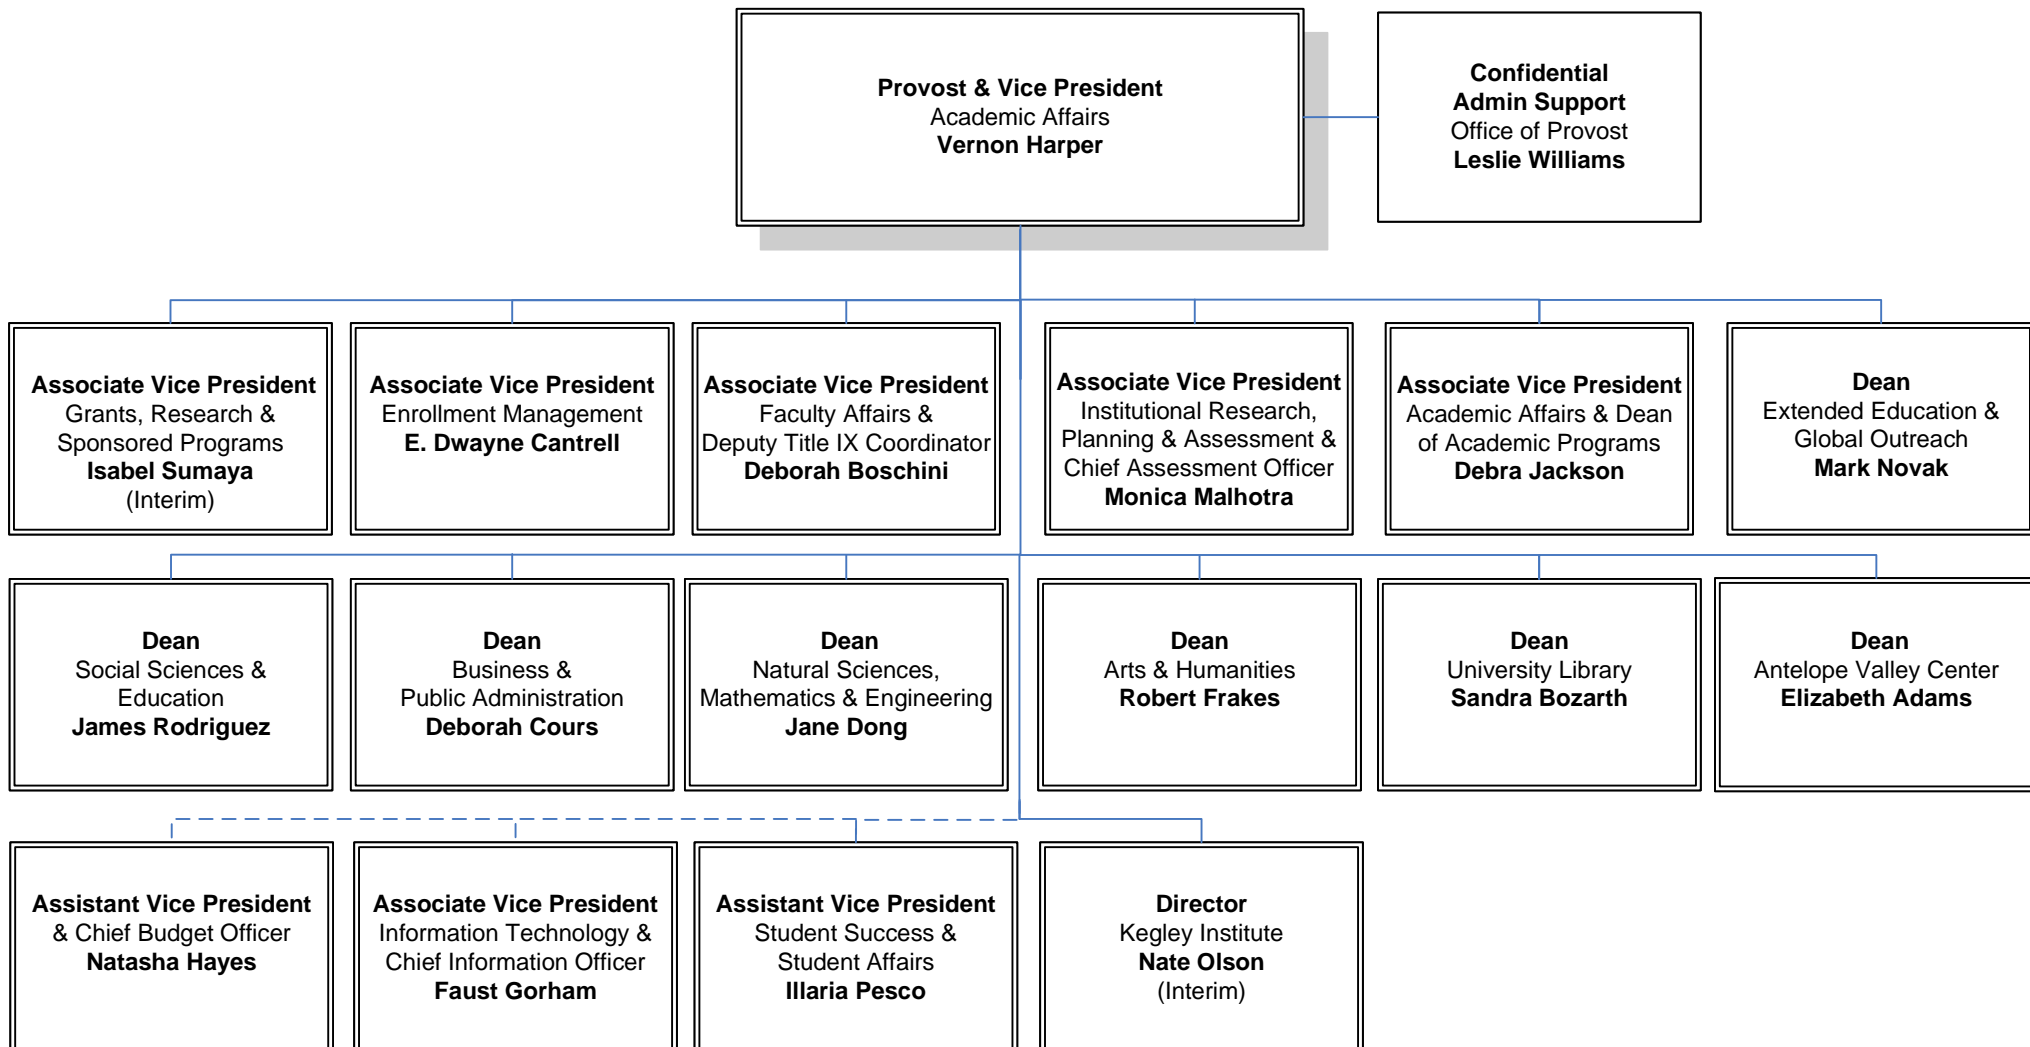 Provost & Vice President
Academic Affairs
Vernon Harper
Confidential
Admin Support
Office of Provost
Leslie Williams
Associate Vice President
Grants, Research &
Sponsored Programs
Isabel Sumaya
(Interim)
Associate Vice President
Enrollment Management
E. Dwayne Cantrell
Associate Vice President
Faculty Affairs &
Deputy Title IX Coordinator
Deborah Boschini
Associate Vice President
Institutional Research,
Planning & Assessment &
Chief Assessment Officer
Monica Malhotra
Associate Vice President
Academic Affairs & Dean
of Academic Programs
Debra Jackson
Dean
Extended Education &
Global Outreach
Mark Novak
Dean
Social Sciences &
Education
James Rodriguez
Dean
Business &
Public Administration
Deborah Cours
Dean
Natural Sciences,
Mathematics & Engineering
Jane Dong
Dean
Arts & Humanities
Robert Frakes
Dean
University Library
Sandra Bozarth
Dean
Antelope Valley Center
Elizabeth Adams
Assistant Vice President
& Chief Budget Officer
Natasha Hayes
Associate Vice President
Information Technology &
Chief Information Officer
Faust Gorham
Assistant Vice President
Student Success &
Student Affairs
Illaria Pesco
Director
Kegley Institute
Nate Olson
(Interim)